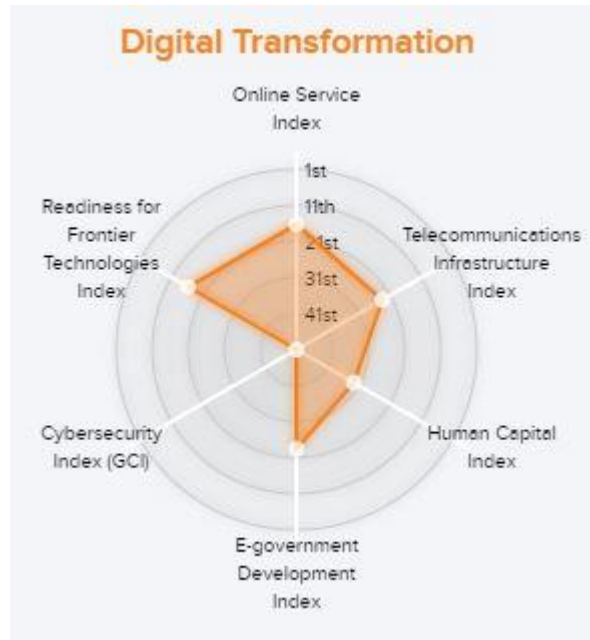 Digital Transformation
Online Service
Index
1st
11th
21st
31st
41st
Telecommunications
Infrastructure
Index
Human Capital
Index
E-government
Development
Index
Cybersecurity
Index (GCI)
Readiness for
Frontier
Technologies
Index